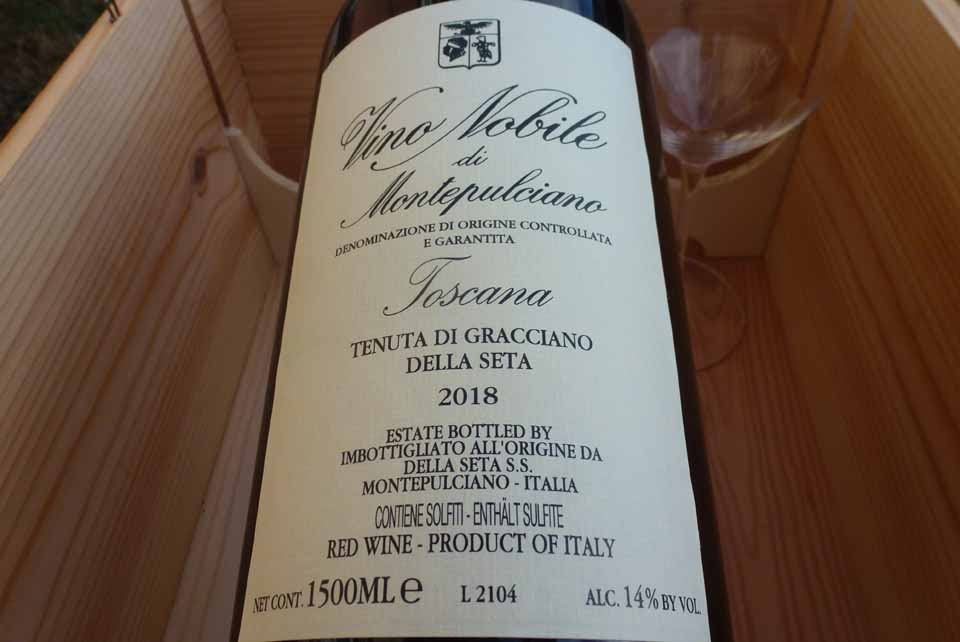 Vino Nobile
di
Montepulciano
DENOMINAZIONE DI ORIGINE CONTROLLATA
E GARANTITA
Toscana
TENUTA DI GRACCIANO
DELLA SETA
2018
ESTATE BOTTLED BY
IMBOTTIGLIATO ALL'ORIGINE DA
DELLA SETA S.S.
MONTEPULCIANO - ITALIA
CONTIENE SOLFITI - ENTHÄLT SULFITE
RED WINE - PRODUCT OF ITALY
NET CONT. 1500ML e L 2104 ALC. 14% BY VOL.